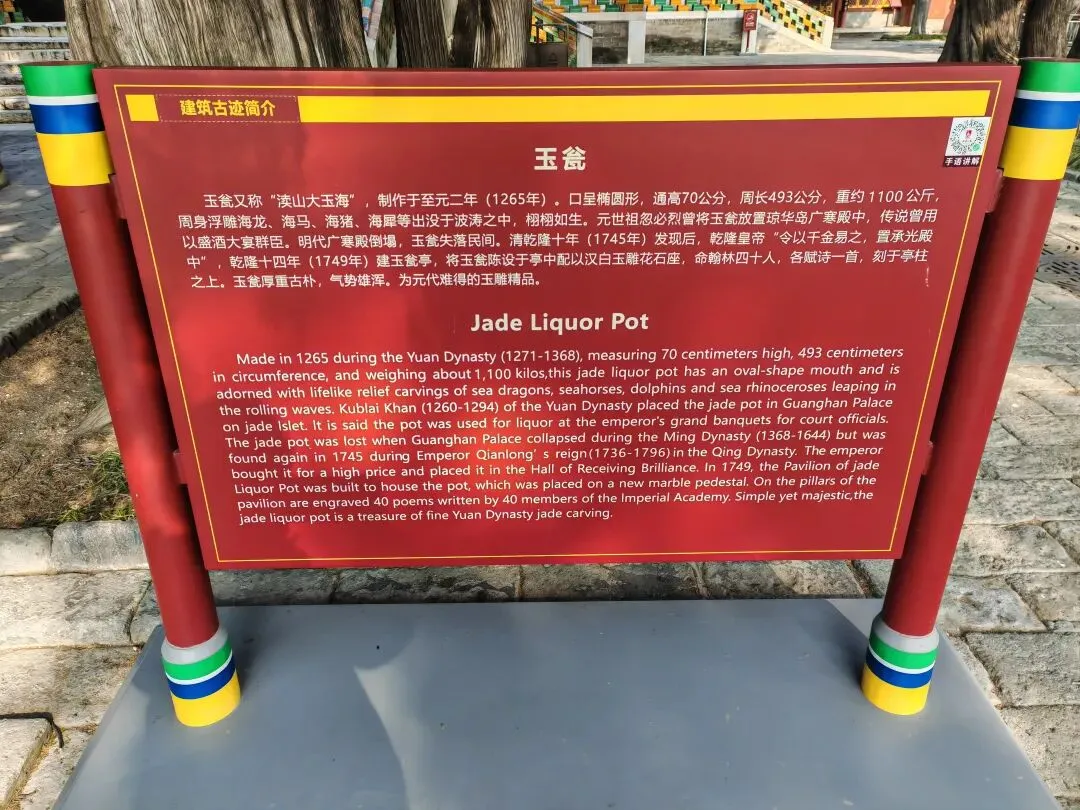 建筑古迹简介
手语讲解
玉瓮
玉瓮又称“渎山大玉海”，制作于至元二年（1265年）。口呈椭圆形，通高70公分，周长493公分，重约1100公斤，
周身浮雕海龙、海马、海猪、海犀等出没于波涛之中，栩栩如生。元世祖忽必烈曾将玉瓮放置琼华岛广寒殿中，传说曾用
以盛酒大宴群臣。明代广寒殿倒塌，玉瓮失落民间。清乾隆十年（1745年）发现后，乾隆皇帝“令以千金易之，置承光殿
中”，乾隆十四年（1749年）建玉瓮亭，将玉瓮陈设于亭中配以汉白玉雕花石座，命翰林四十人，各赋诗一首，刻于亭柱
之上。玉瓮厚重古朴，气势雄浑。为元代难得的玉雕精品。
Jade Liquor Pot
Made in 1265 during the Yuan Dynasty (1271-1368), measuring 70 centimeters high, 493 centimeters
in circumference, and weighing about 1,100 kilos,this jade liquor pot has an oval-shape mouth and is
adorned with lifelike relief carvings of sea dragons, seahorses, dolphins and sea rhinoceroses leaping in
the rolling waves. Kublai Khan (1260-1294) of the Yuan Dynasty placed the jade pot in Guanghan Palace
on jade Islet. It is said the pot was used for liquor at the emperor's grand banquets for court officials.
The jade pot was lost when Guanghan Palace collapsed during the Ming Dynasty (1368-1644) but was
found again in 1745 during Emperor Qianlong’s reign(1736-1796) in the Qing Dynasty. The emperor
bought it for a high price and placed it in the Hall of Receiving Brilliance. In 1749, the Pavilion of jade
Liquor Pot was built to house the pot, which was placed on a new marble pedestal. On the pillars of the
pavilion are engraved 40 poems written by 40 members of the Imperial Academy. Simple yet majestic,the
jade liquor pot is a treasure of fine Yuan Dynasty jade carving.